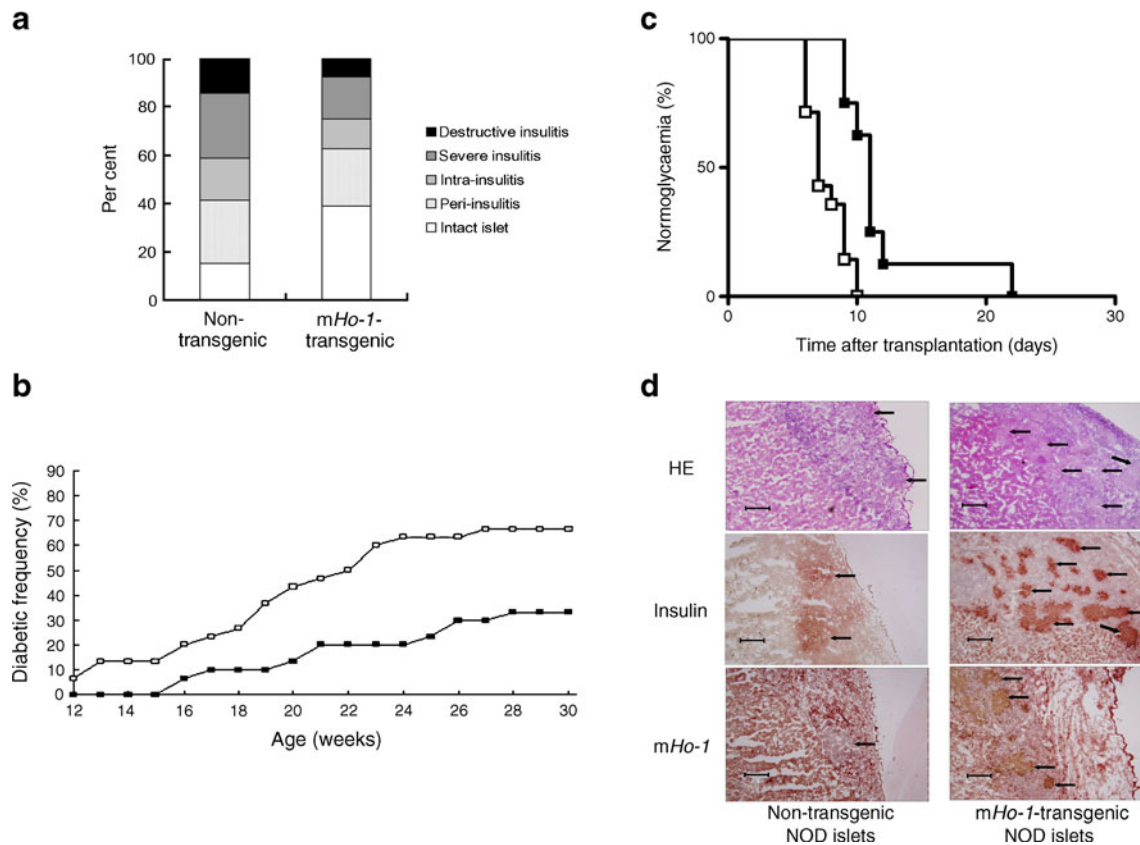 a
100
80
60
40
20
0
Per cent
Non-
transgenic
mHo-1-
transgenic
Destructive insulitis
Severe insulitis
Intra-insulitis
Peri-insulitis
Intact islet
b
90
80
70
60
50
40
30
20
10
0
Diabetic frequency (%)
12 14 16 18 20 22 24 26 28 30
Age (weeks)
c
100
50
0
Normoglycaemia (%)
0 10 20 30
Time after transplantation (days)
d
HE
Insulin
mHo-1
Non-transgenic
NOD islets
mHo-1-transgenic
NOD islets